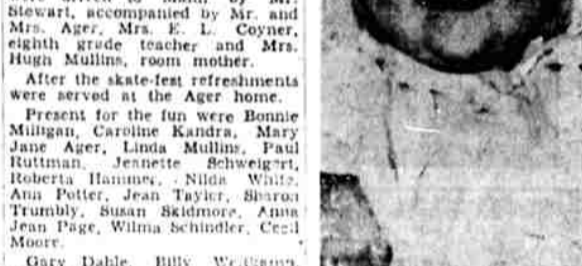 Stewart, accompanied by Mr. and
Mrs. Ager, Mrs. E. L. Coyner,
eighth grade teacher and Mrs.
Hugh Mullins, room mother.
After the skate-fest refreshments
were served at the Ager home.
Present for the fun were Bonnie
Milligan, Caroline Kandra, Mary
Jane Ager, Linda Mullins, Paul
Ruttman, Jeannette Schweigert,
Roberta Hammer, Nilda White,
Ann Potter, Jean Taylor, Sharon
Trumbly, Susan Skidmore, Anna
Jean Page, Wilma Schindler, Cecil
Moore.
Gary Dahle, Billy